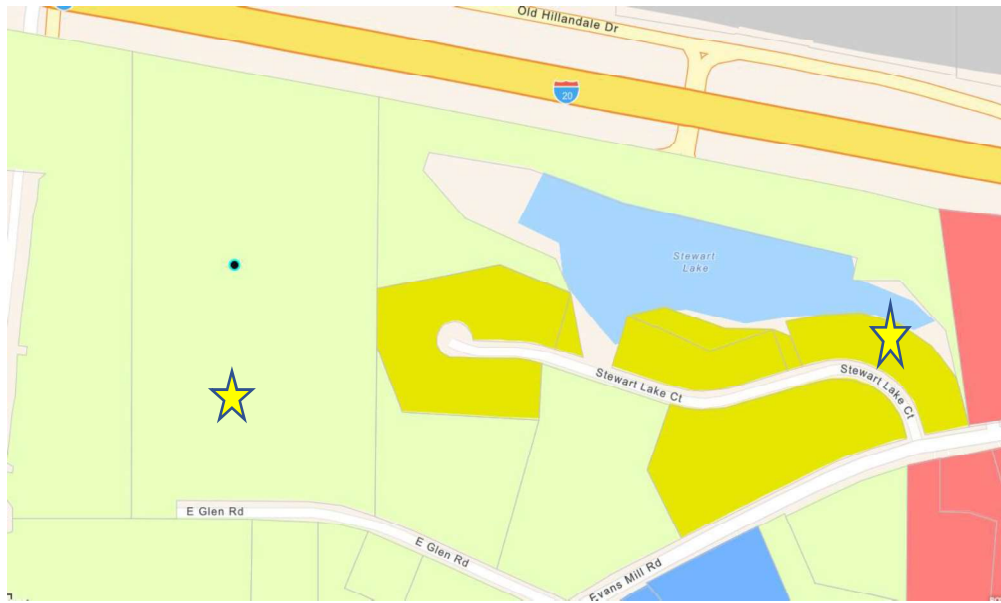 Old Hillandale Dr
20
Stewart
Lake
Stewart Lake Ct
Stewart Lake Ct
E Glen Rd
E Glen Rd
Evans Mill Rd